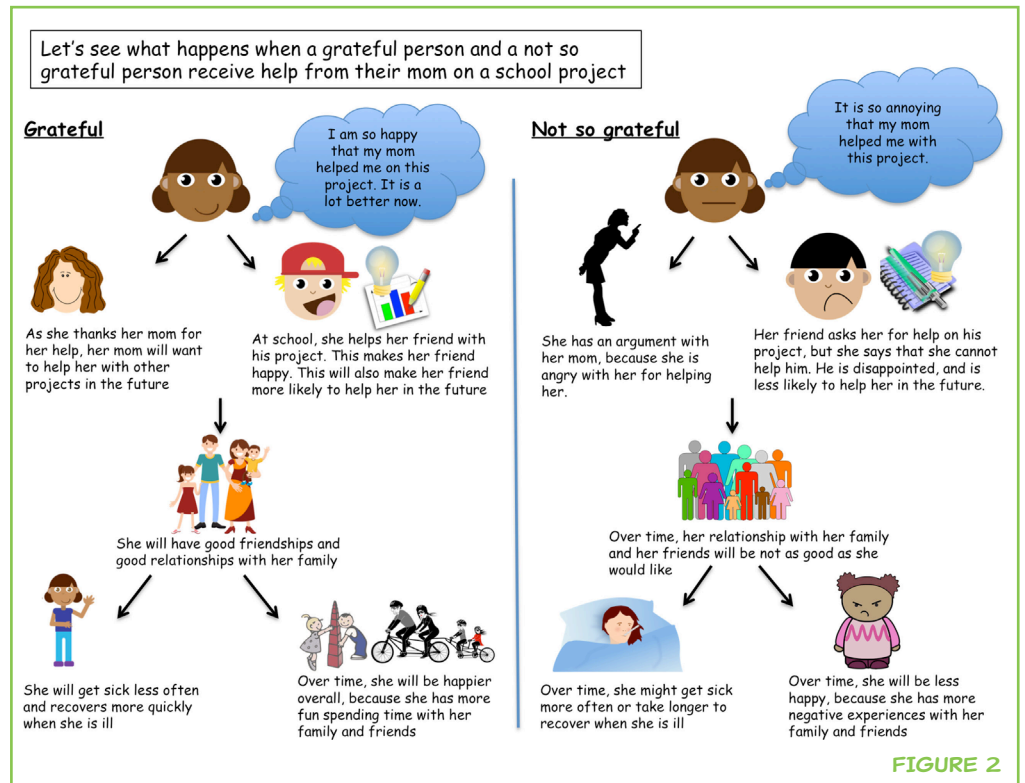 Let's see what happens when a grateful person and a not so
grateful person receive help from their mom on a school project
Grateful
I am so happy
that my mom
helped me on this
project. It is a
lot better now.
As she thanks her mom for
her help, her mom will want
to help her with other
projects in the future
At school, she helps her friend with
his project. This makes her friend
happy. This will also make her friend
more likely to help her in the future
She will have good friendships and
good relationships with her family
She will get sick less often
and recovers more quickly
when she is ill
Over time, she will be happier
overall, because she has more
fun spending time with her
family and friends
Not so grateful
It is so annoying
that my mom
helped me with
this project.
She has an argument with
her mom, because she is
angry with her for helping
her.
Her friend asks her for help on his
project, but she says that she cannot
help him. He is disappointed, and is
less likely to help her in the future.
Over time, her relationship with her family
and her friends will be not as good as she
would like
Over time, she might get sick
more often or take longer to
recover when she is ill
Over time, she will be less
happy, because she has more
negative experiences with her
family and friends
FIGURE 2